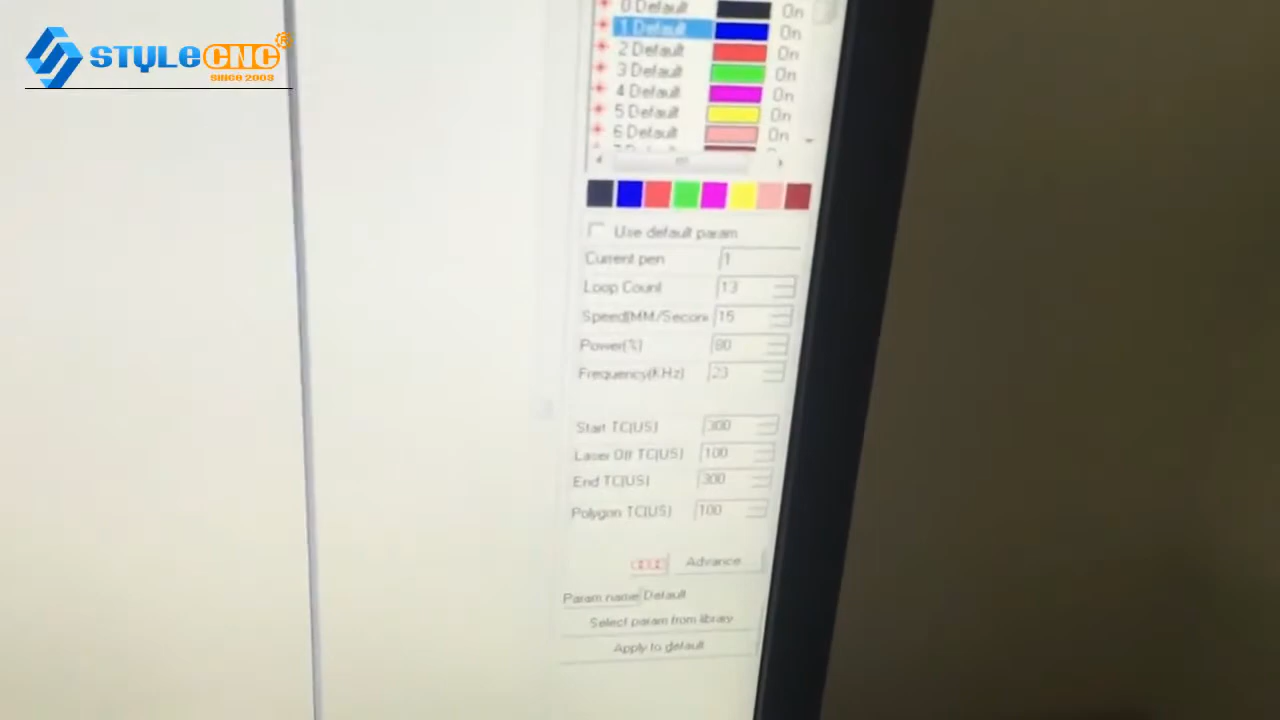 STYLECNC®
SINCE 2003
0 Default On
1 Default On
2 Default On
3 Default On
4 Default On
5 Default On
6 Default On
Use default param
Current pen 1
Loop Count 13
Speed(MM/Secon 15
Power(%) 80
Frequency(KHz) 23
Start TC(US) 300
Laser Off TC(US) 100
End TC(US) 300
Polygon TC(US) 100
Advance
Param name Default
Select param from library
Apply to default